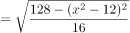 = \sqrt{\frac{128 - (x^2 - 12)^2}{16}}